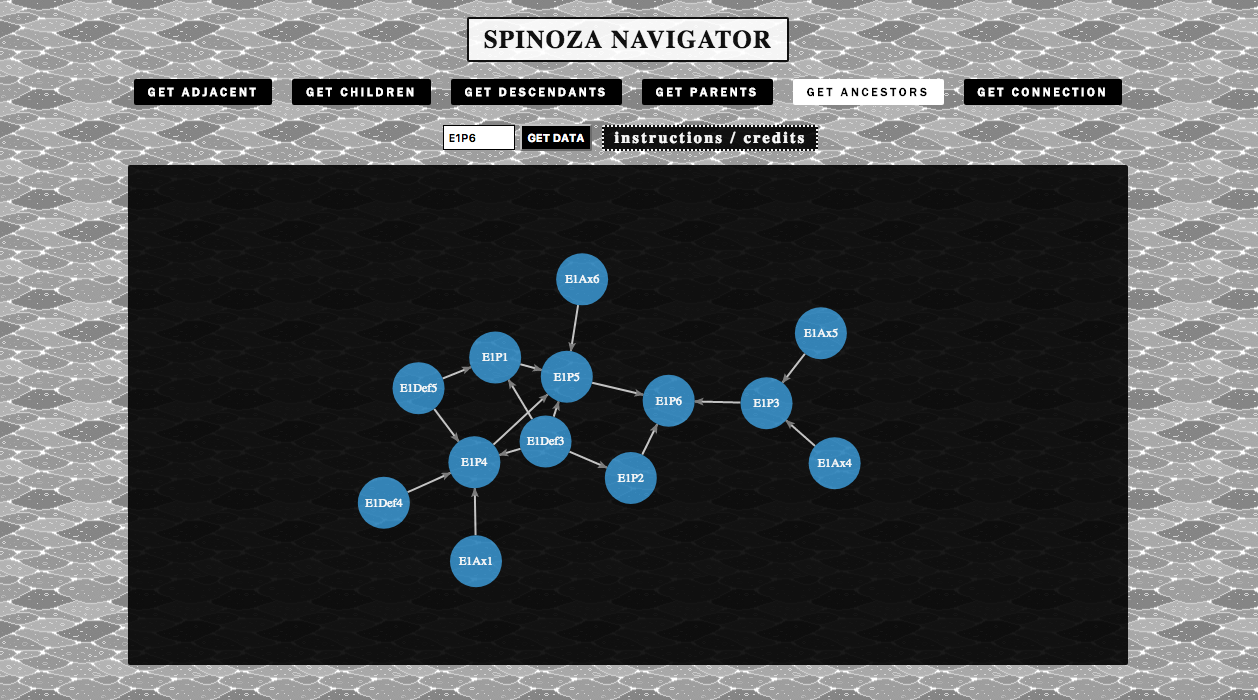 SPINOZA NAVIGATOR
GET ADJACENT GET CHILDREN GET DESCENDANTS GET PARENTS GET ANCESTORS GET CONNECTION
E1P6 GET DATA instructions / credits
E1Ax6
E1Ax5
E1P1
E1P5
E1Def5
E1P6
E1P3
E1Def3
E1P4
E1Ax4
E1P2
E1Def4
E1Ax1